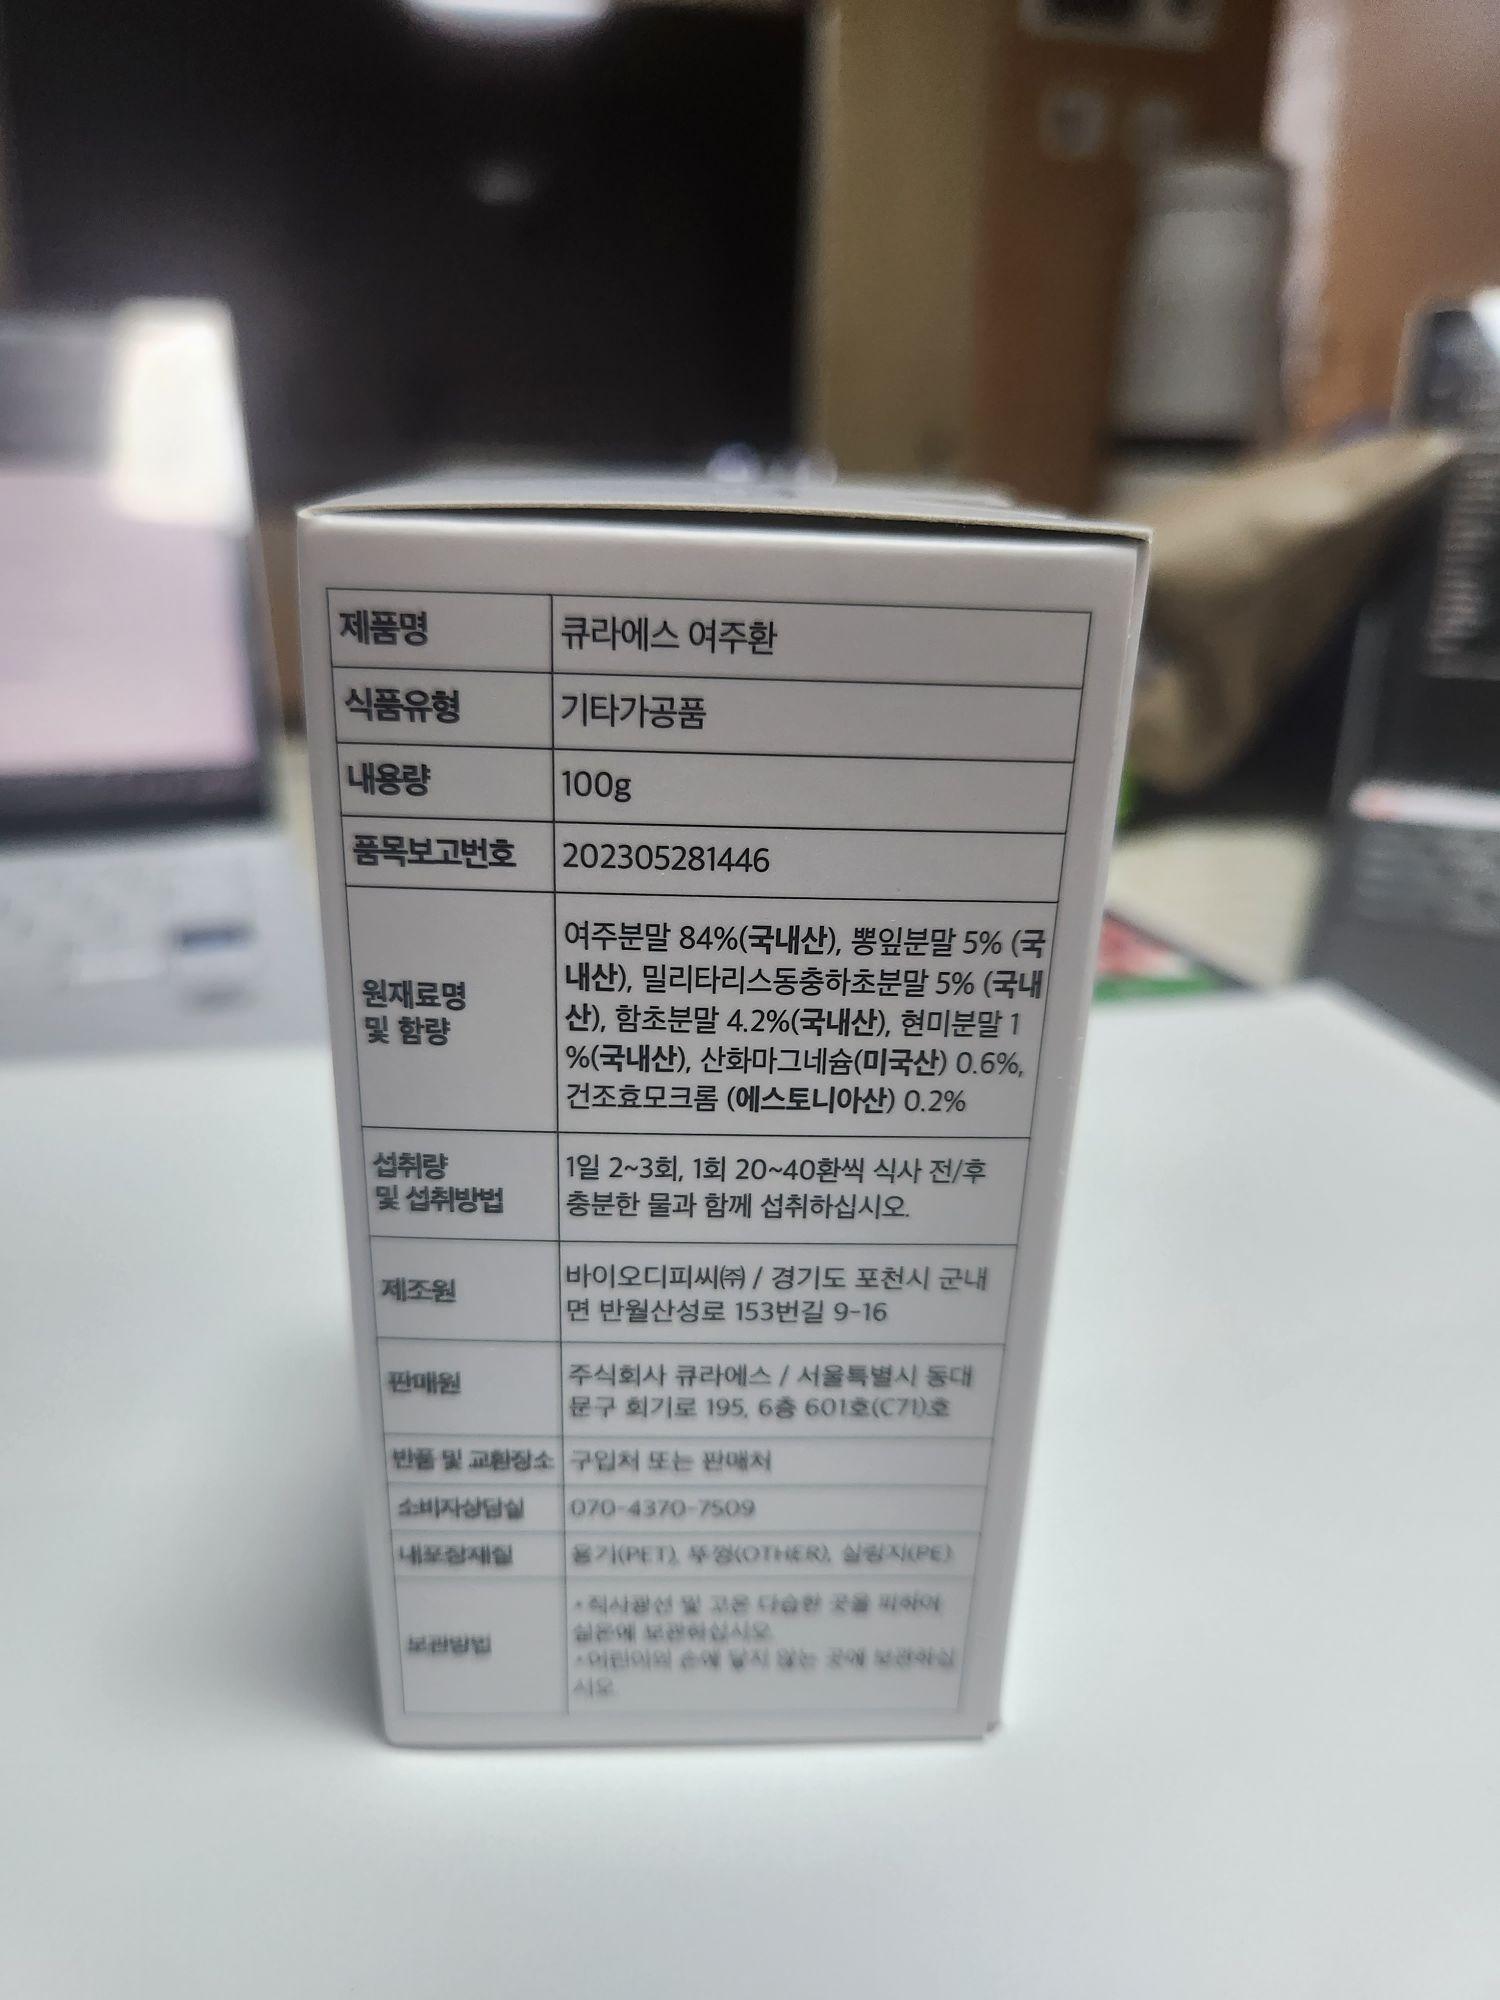 제품명
큐라에스 여주환
식품유형
기타가공품
내용량
100g
품목보고번호
202305281446
원재료명
및 함량
여주분말 84%(국내산), 뽕잎분말 5% (국
내산), 밀리타리스동충하초분말 5% (국내
산), 함초분말 4.2%(국내산), 현미분말 1
%(국내산), 산화마그네슘(미국산) 0.6%,
건조효모크롬 (에스토니아산) 0.2%
섭취량
및 섭취방법
1일 2~3회, 1회 20~40환씩 식사 전/후
충분한 물과 함께 섭취하십시오.
제조원
바이오디피씨㈜ / 경기도 포천시 군내
면 반월산성로 153번길 9-16
판매원
주식회사 큐라에스 / 서울특별시 동대
문구 회기로 195, 6층 601호(C71)호
반품 및 교환장소
구입처 또는 판매처
소비자상담실
070-4370-7509
내포장재질
용기(PET), 뚜껑(OTHER), 실링지(PE)
보관방법
• 직사광선 및 고온 다습한 곳을 피하여
실온에 보관하십시오.
• 어린이의 손에 닿지 않는 곳에 보관하십
시오.